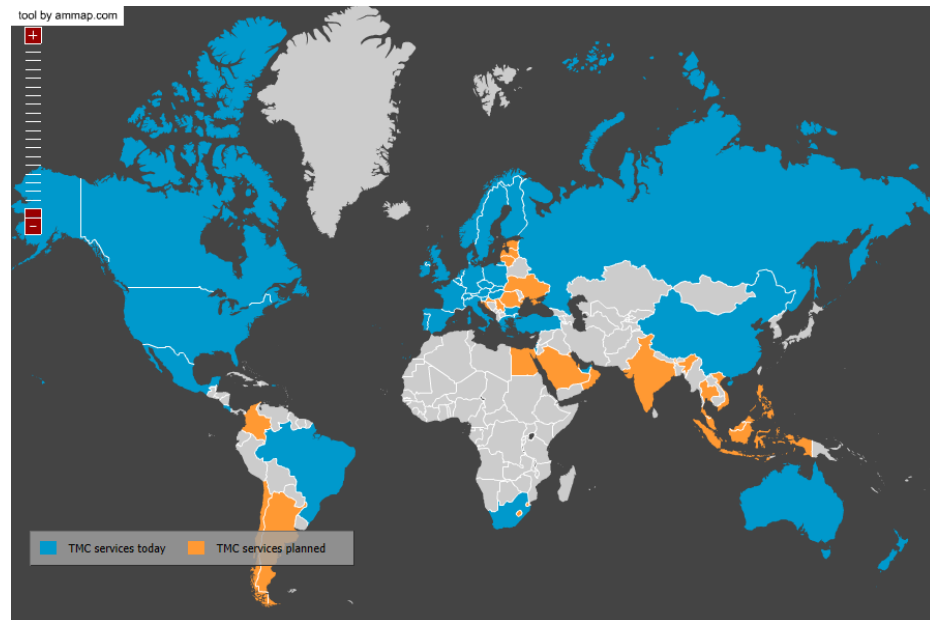 tool by ammap.com
+
−
TMC services today
TMC services planned